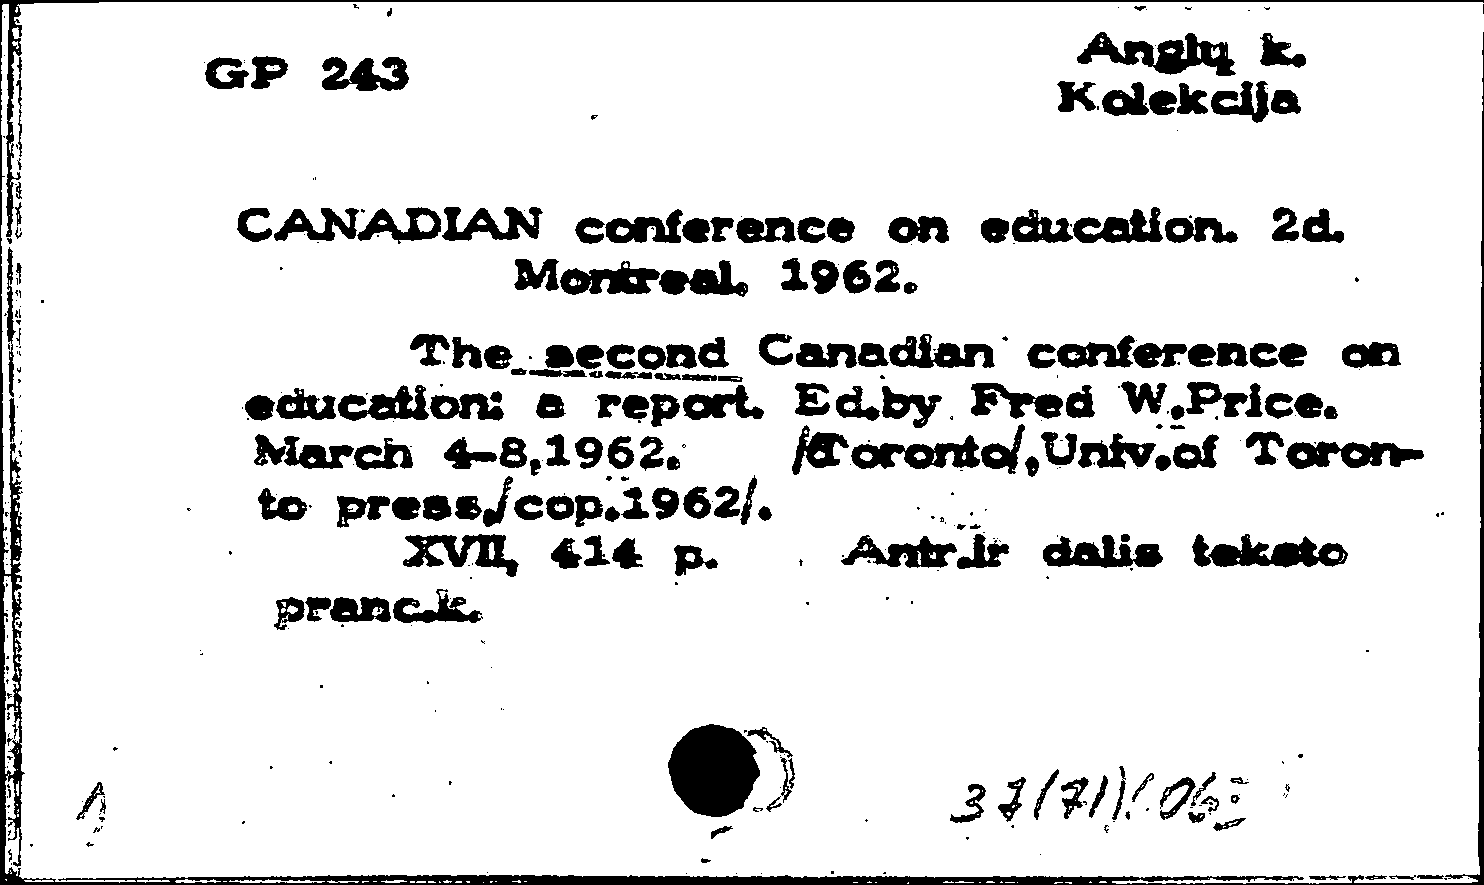 GP 243
Anglų k.
Kolekcija
CANADIAN conference on education. 2d.
Montreal. 1962.
The second Canadian conference on
education: a report. Ed.by Fred W.Price.
March 4-8,1962. /Toronto/,Univ.of Toron-
to press,/cop.1962/.
XVII, 414 p. Antr.ir dalis teksto
pranc.k.
1
37(71)